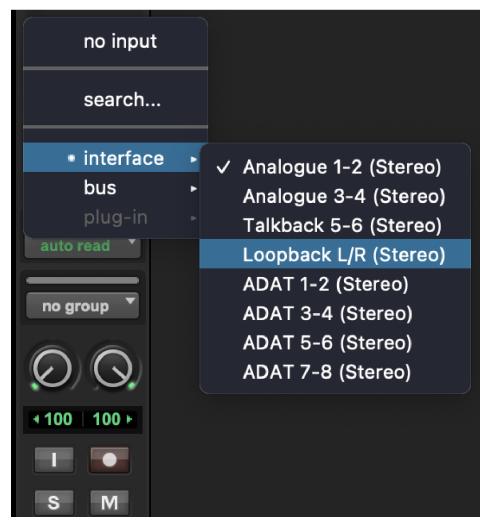 no input
search...
interface
bus
plug-in
✓ Analogue 1-2 (Stereo)
Analogue 3-4 (Stereo)
Talkback 5-6 (Stereo)
Loopback L/R (Stereo)
ADAT 1-2 (Stereo)
ADAT 3-4 (Stereo)
ADAT 5-6 (Stereo)
ADAT 7-8 (Stereo)
auto read
no group
100 100
I
S M